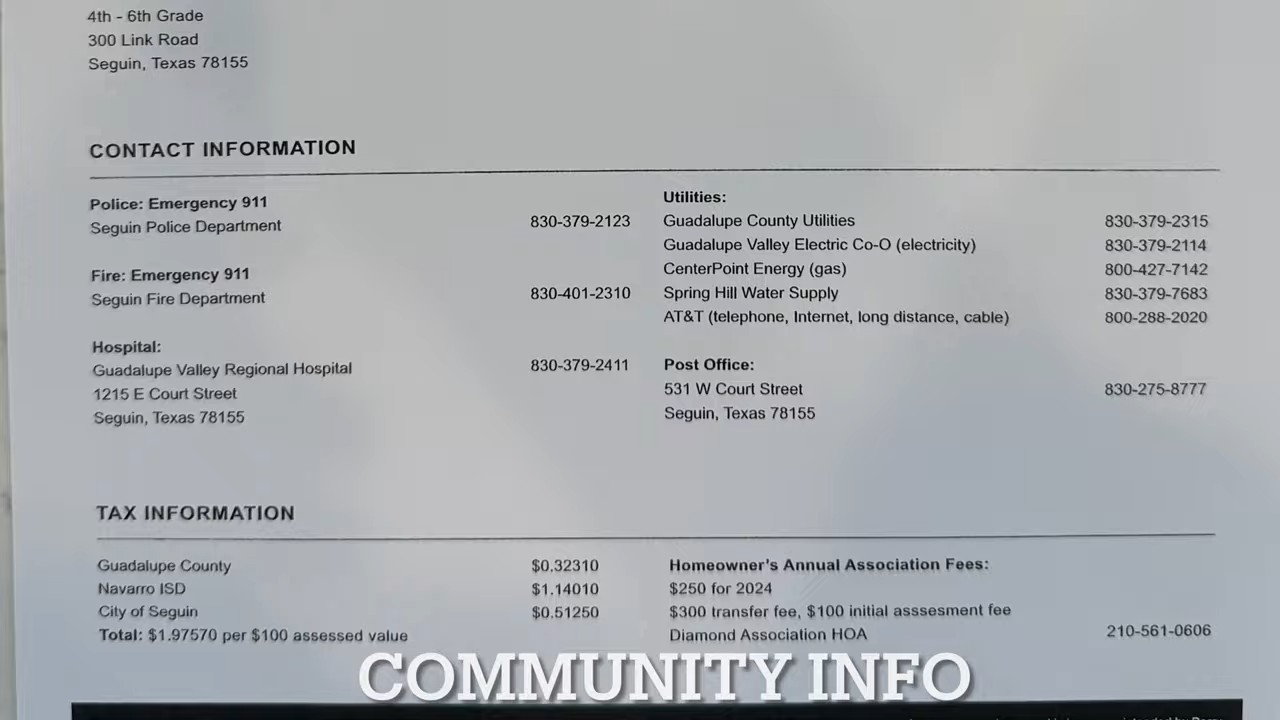 4th - 6th Grade
300 Link Road
Seguin, Texas 78155
CONTACT INFORMATION
Police: Emergency 911
Seguin Police Department 830-379-2123
Fire: Emergency 911
Seguin Fire Department 830-401-2310
Hospital:
Guadalupe Valley Regional Hospital 830-379-2411
1215 E Court Street
Seguin, Texas 78155
Utilities:
Guadalupe County Utilities 830-379-2315
Guadalupe Valley Electric Co-O (electricity) 830-379-2114
CenterPoint Energy (gas) 800-427-7142
Spring Hill Water Supply 830-379-7683
AT&T (telephone, Internet, long distance, cable) 800-288-2020
Post Office:
531 W Court Street 830-275-8777
Seguin, Texas 78155
TAX INFORMATION
Guadalupe County $0.32310
Navarro ISD $1.14010
City of Seguin $0.51250
Total: $1.97570 per $100 assessed value
Homeowner's Annual Association Fees:
$250 for 2024
$300 transfer fee, $100 initial asssesment fee
Diamond Association HOA 210-561-0606
COMMUNITY INFO